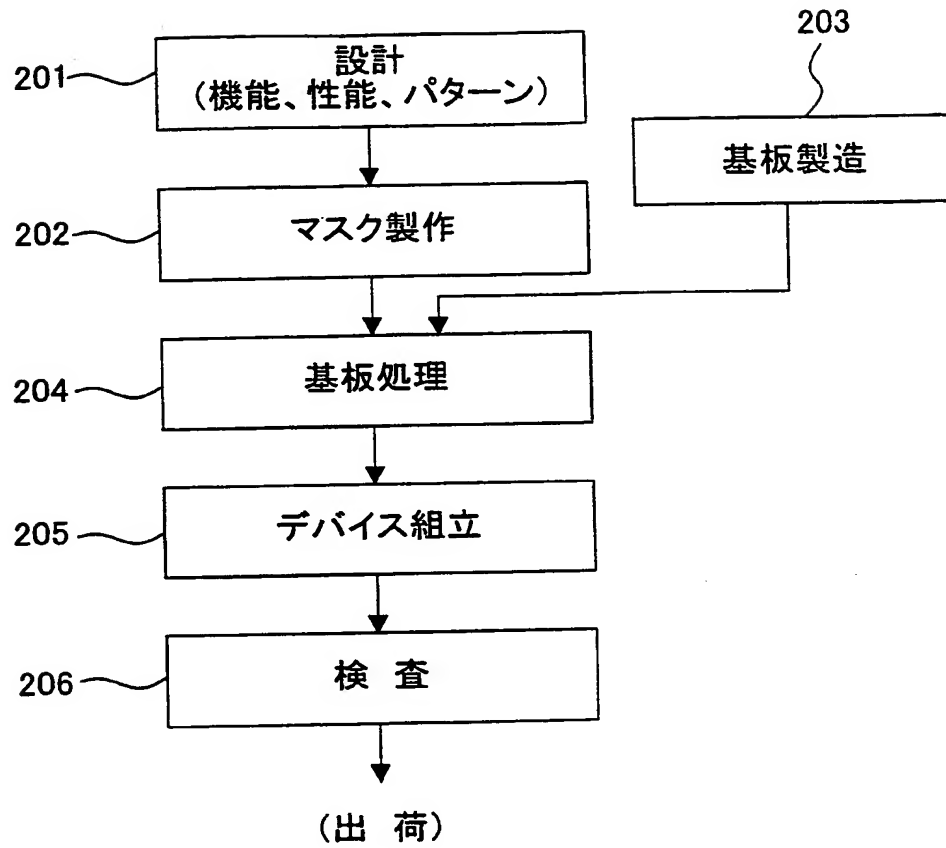 203
201
設計
(機能、性能、パターン)
基板製造
202
マスク製作
204
基板処理
205
デバイス組立
206
検 査
(出 荷)